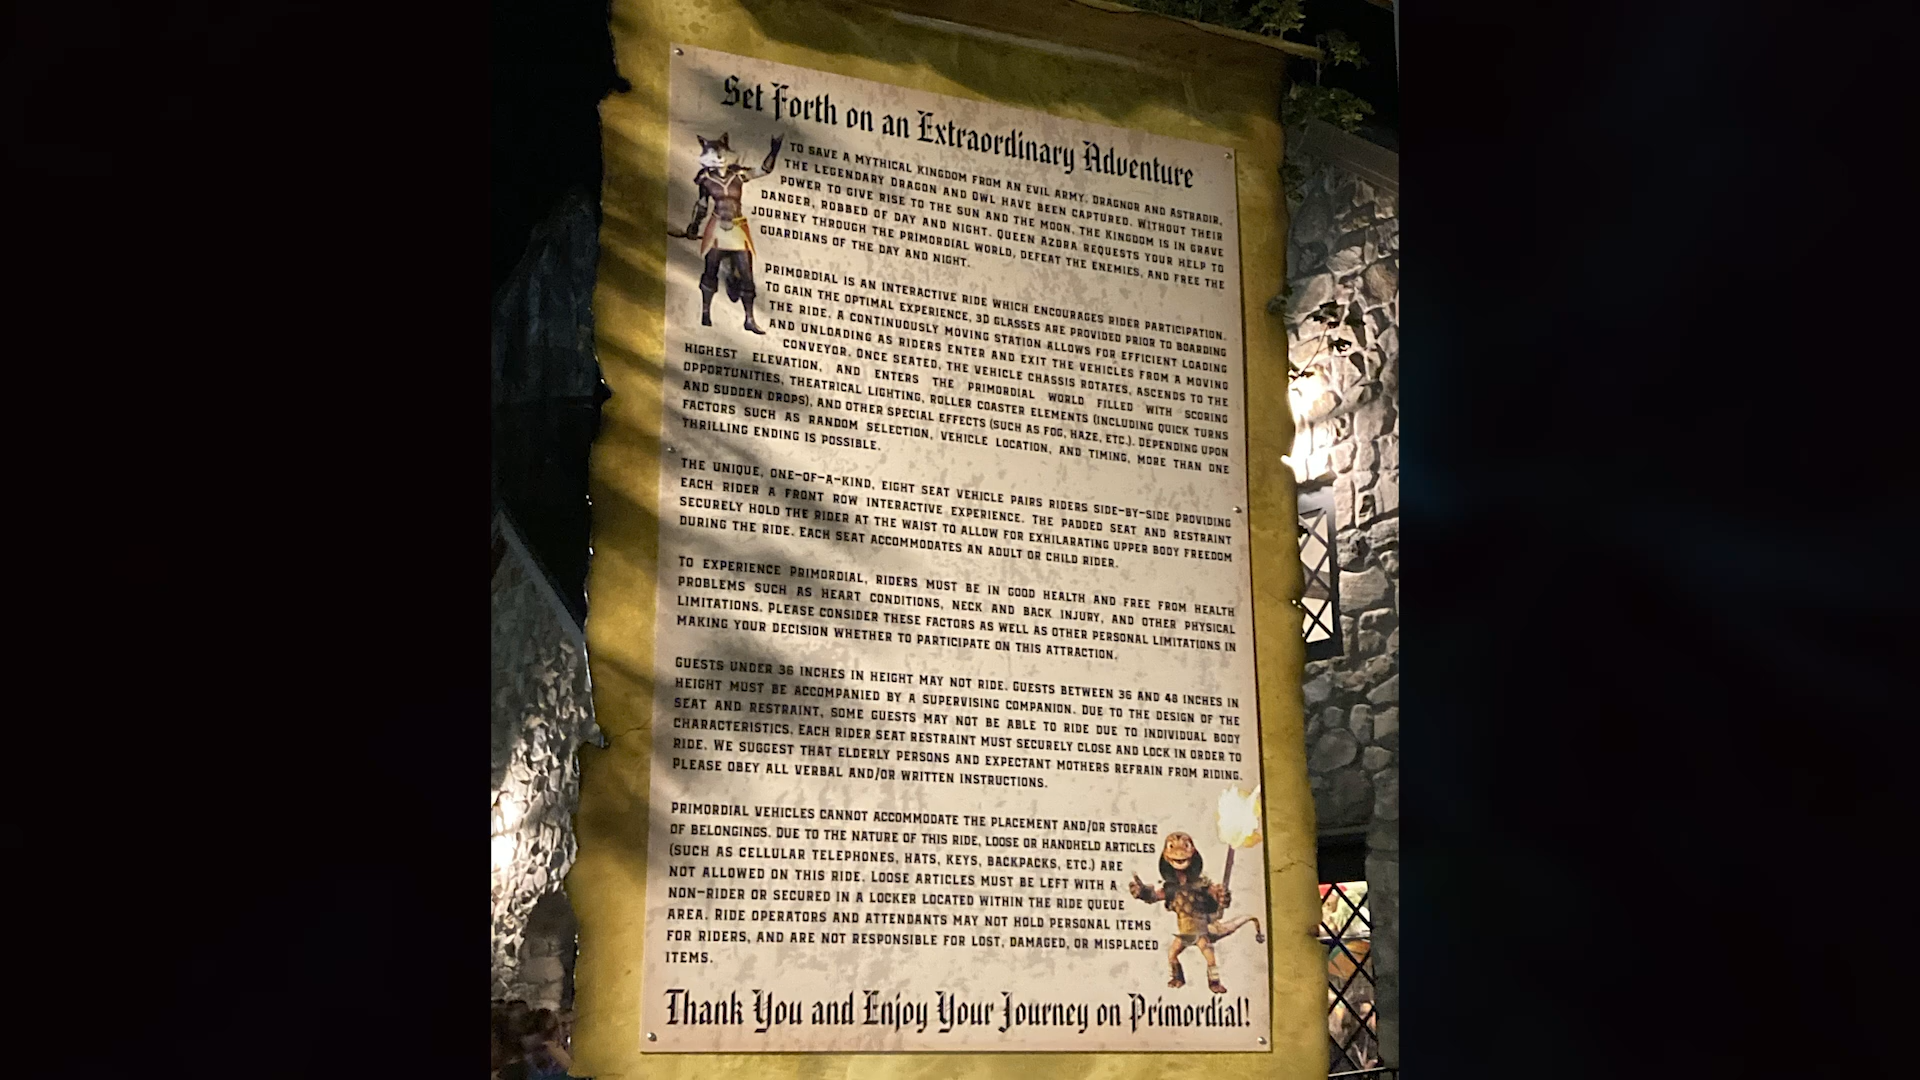 Set Forth on an Extraordinary Adventure
TO SAVE A MYTHICAL KINGDOM FROM AN EVIL ARMY, DRAGNOR AND ASTRADIR,
THE LEGENDARY DRAGON AND OWL HAVE BEEN CAPTURED. WITHOUT THEIR
POWER TO GIVE RISE TO THE SUN AND THE MOON, THE KINGDOM IS IN GRAVE
DANGER, ROBBED OF DAY AND NIGHT. QUEEN AZDRA REQUESTS YOUR HELP TO
JOURNEY THROUGH THE PRIMORDIAL WORLD, DEFEAT THE ENEMIES, AND FREE THE
GUARDIANS OF THE DAY AND NIGHT.
PRIMORDIAL IS AN INTERACTIVE RIDE WHICH ENCOURAGES RIDER PARTICIPATION.
TO GAIN THE OPTIMAL EXPERIENCE, 3D GLASSES ARE PROVIDED PRIOR TO BOARDING
THE RIDE. A CONTINUOUSLY MOVING STATION ALLOWS FOR EFFICIENT LOADING
AND UNLOADING AS RIDERS ENTER AND EXIT THE VEHICLES FROM A MOVING
CONVEYOR. ONCE SEATED, THE VEHICLE CHASSIS ROTATES, ASCENDS TO THE
HIGHEST ELEVATION, AND ENTERS THE PRIMORDIAL WORLD FILLED WITH SCORING
OPPORTUNITIES, THEATRICAL LIGHTING, ROLLER COASTER ELEMENTS (INCLUDING QUICK TURNS
AND SUDDEN DROPS), AND OTHER SPECIAL EFFECTS (SUCH AS FOG, HAZE, ETC.). DEPENDING UPON
FACTORS SUCH AS RANDOM SELECTION, VEHICLE LOCATION, AND TIMING, MORE THAN ONE
THRILLING ENDING IS POSSIBLE.
THE UNIQUE, ONE-OF-A-KIND, EIGHT SEAT VEHICLE PAIRS RIDERS SIDE-BY-SIDE PROVIDING
EACH RIDER A FRONT ROW INTERACTIVE EXPERIENCE. THE PADDED SEAT AND RESTRAINT
SECURELY HOLD THE RIDER AT THE WAIST TO ALLOW FOR EXHILARATING UPPER BODY FREEDOM
DURING THE RIDE. EACH SEAT ACCOMMODATES AN ADULT OR CHILD RIDER.
TO EXPERIENCE PRIMORDIAL, RIDERS MUST BE IN GOOD HEALTH AND FREE FROM HEALTH
PROBLEMS SUCH AS HEART CONDITIONS, NECK AND BACK INJURY, AND OTHER PHYSICAL
LIMITATIONS. PLEASE CONSIDER THESE FACTORS AS WELL AS OTHER PERSONAL LIMITATIONS IN
MAKING YOUR DECISION WHETHER TO PARTICIPATE ON THIS ATTRACTION.
GUESTS UNDER 36 INCHES IN HEIGHT MAY NOT RIDE. GUESTS BETWEEN 36 AND 48 INCHES IN
HEIGHT MUST BE ACCOMPANIED BY A SUPERVISING COMPANION. DUE TO THE DESIGN OF THE
SEAT AND RESTRAINT, SOME GUESTS MAY NOT BE ABLE TO RIDE DUE TO INDIVIDUAL BODY
CHARACTERISTICS. EACH RIDER SEAT RESTRAINT MUST SECURELY CLOSE AND LOCK IN ORDER TO
RIDE. WE SUGGEST THAT ELDERLY PERSONS AND EXPECTANT MOTHERS REFRAIN FROM RIDING.
PLEASE OBEY ALL VERBAL AND/OR WRITTEN INSTRUCTIONS.
PRIMORDIAL VEHICLES CANNOT ACCOMMODATE THE PLACEMENT AND/OR STORAGE
OF BELONGINGS. DUE TO THE NATURE OF THIS RIDE, LOOSE OR HANDHELD ARTICLES
(SUCH AS CELLULAR TELEPHONES, HATS, KEYS, BACKPACKS, ETC.) ARE
NOT ALLOWED ON THIS RIDE. LOOSE ARTICLES MUST BE LEFT WITH A
NON-RIDER OR SECURED IN A LOCKER LOCATED WITHIN THE RIDE QUEUE
AREA. RIDE OPERATORS AND ATTENDANTS MAY NOT HOLD PERSONAL ITEMS
FOR RIDERS, AND ARE NOT RESPONSIBLE FOR LOST, DAMAGED, OR MISPLACED
ITEMS.
Thank You and Enjoy Your Journey on Primordial!